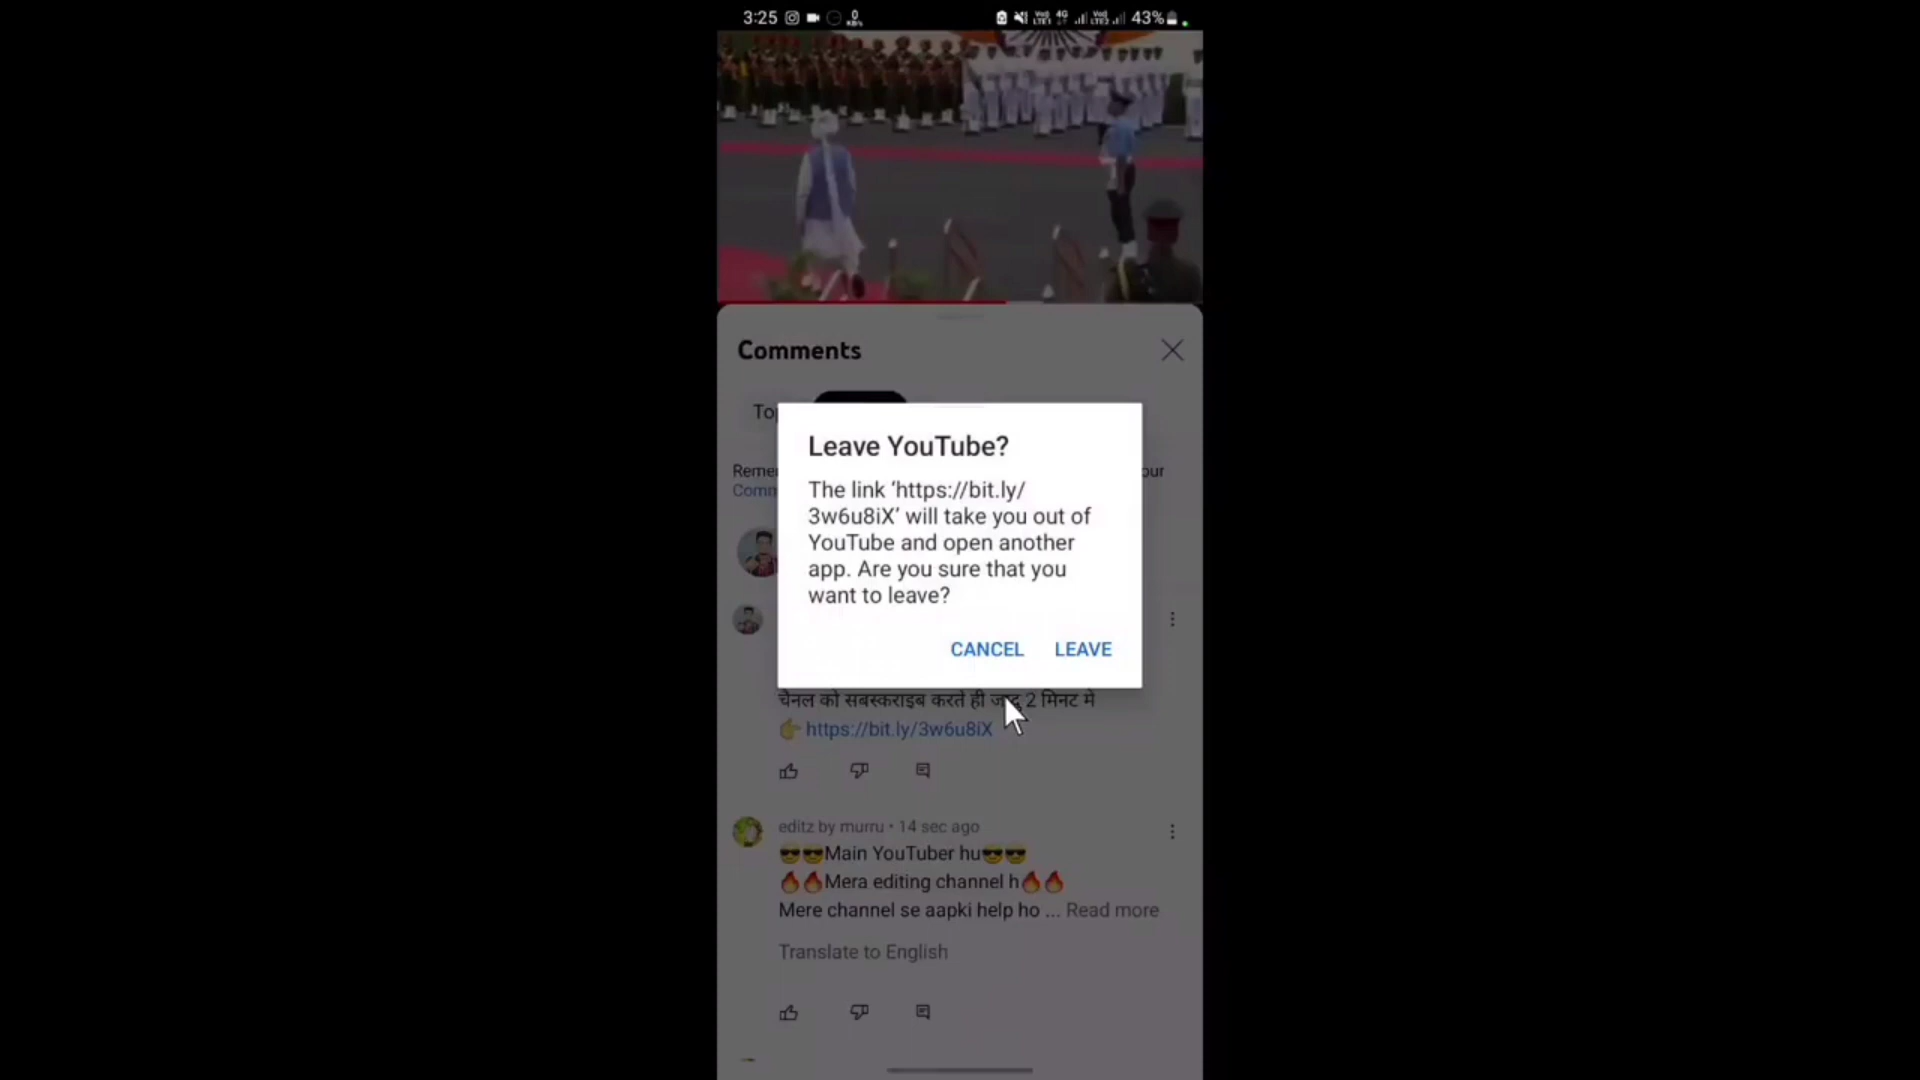 3:25
43%
Comments
Top
Leave YouTube?
The link ‘https://bit.ly/
3w6u8iX’ will take you out of
YouTube and open another
app. Are you sure that you
want to leave?
CANCEL LEAVE
चेनल को सबस्कराइब करते ही जादु 2 मिनट मे
👉 https://bit.ly/3w6u8iX
editz by murru • 14 sec ago
😎😎Main YouTuber hu😎😎
🔥🔥Mera editing channel h🔥🔥
Mere channel se aapki help ho ... Read more
Translate to English